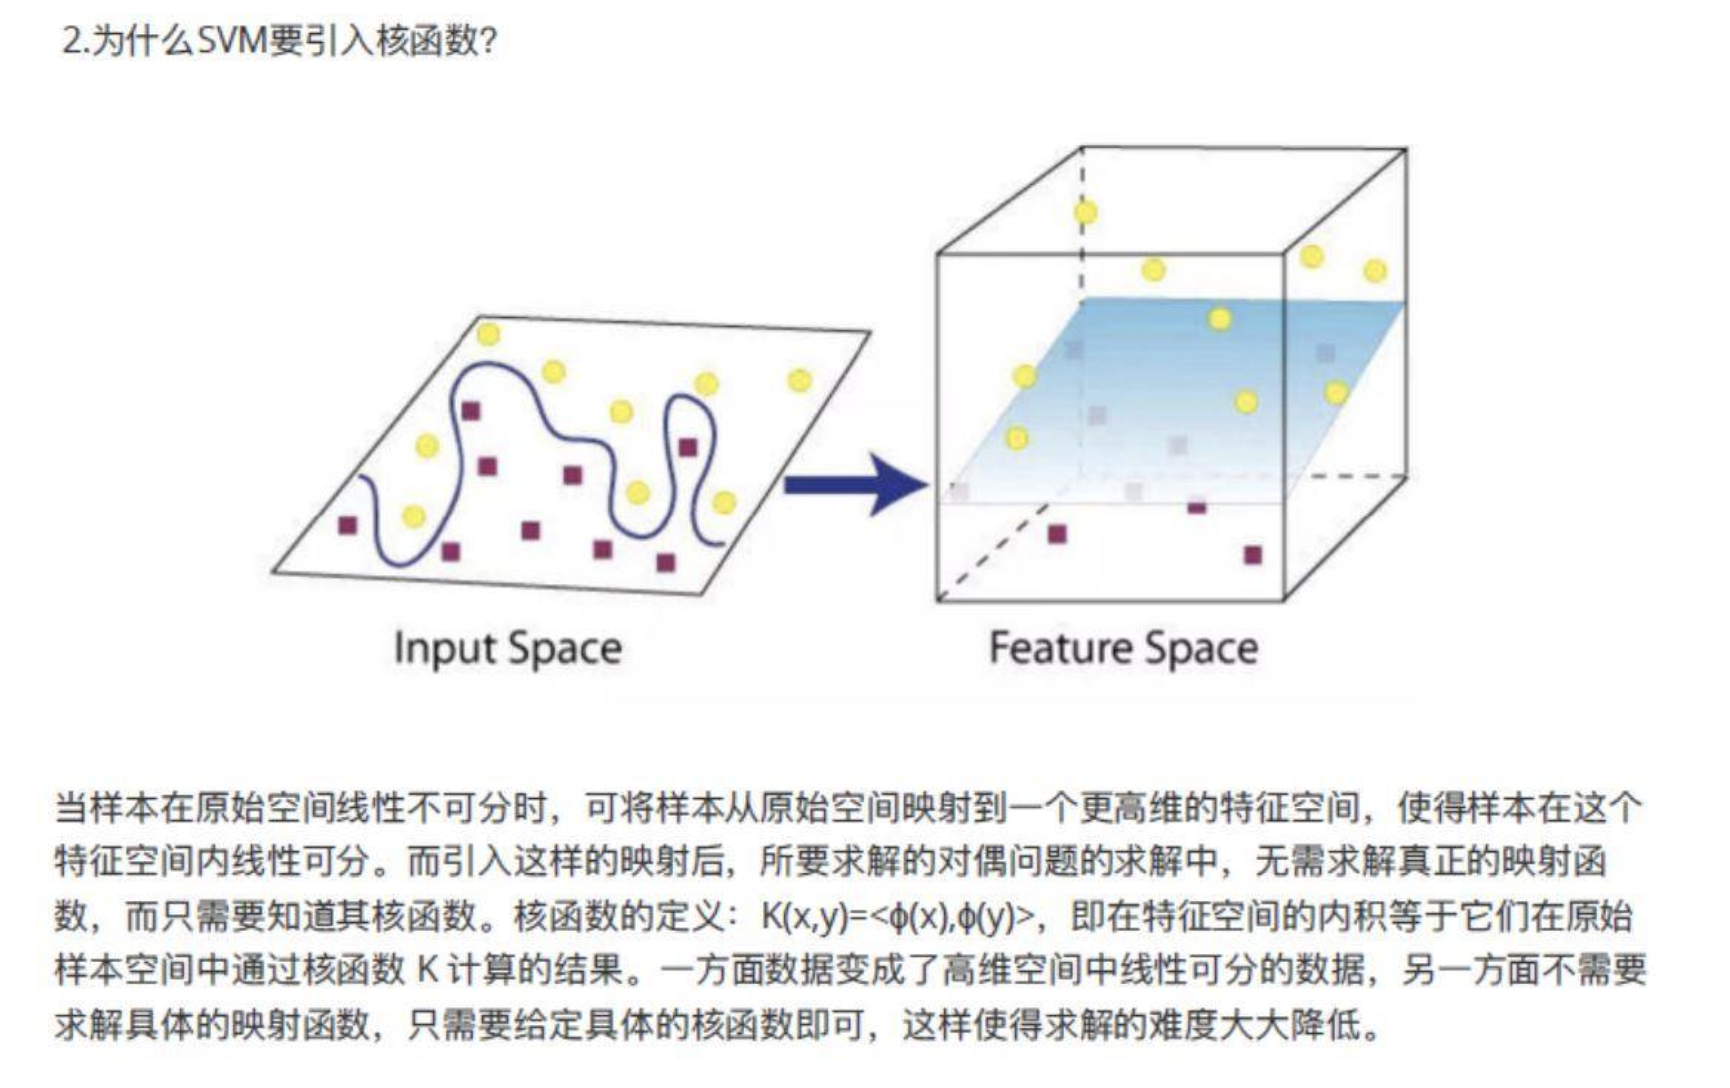 2.为什么SVM要引入核函数?
Input Space
Feature Space
当样本在原始空间线性不可分时，可将样本从原始空间映射到一个更高维的特征空间，使得样本在这个
特征空间内线性可分。而引入这样的映射后，所要求解的对偶问题的求解中，无需求解真正的映射函
数，而只需要知道其核函数。核函数的定义：K(x,y)=<ϕ(x),ϕ(y)>，即在特征空间的内积等于它们在原始
样本空间中通过核函数 K 计算的结果。一方面数据变成了高维空间中线性可分的数据，另一方面不需要
求解具体的映射函数，只需要给定具体的核函数即可，这样使得求解的难度大大降低。